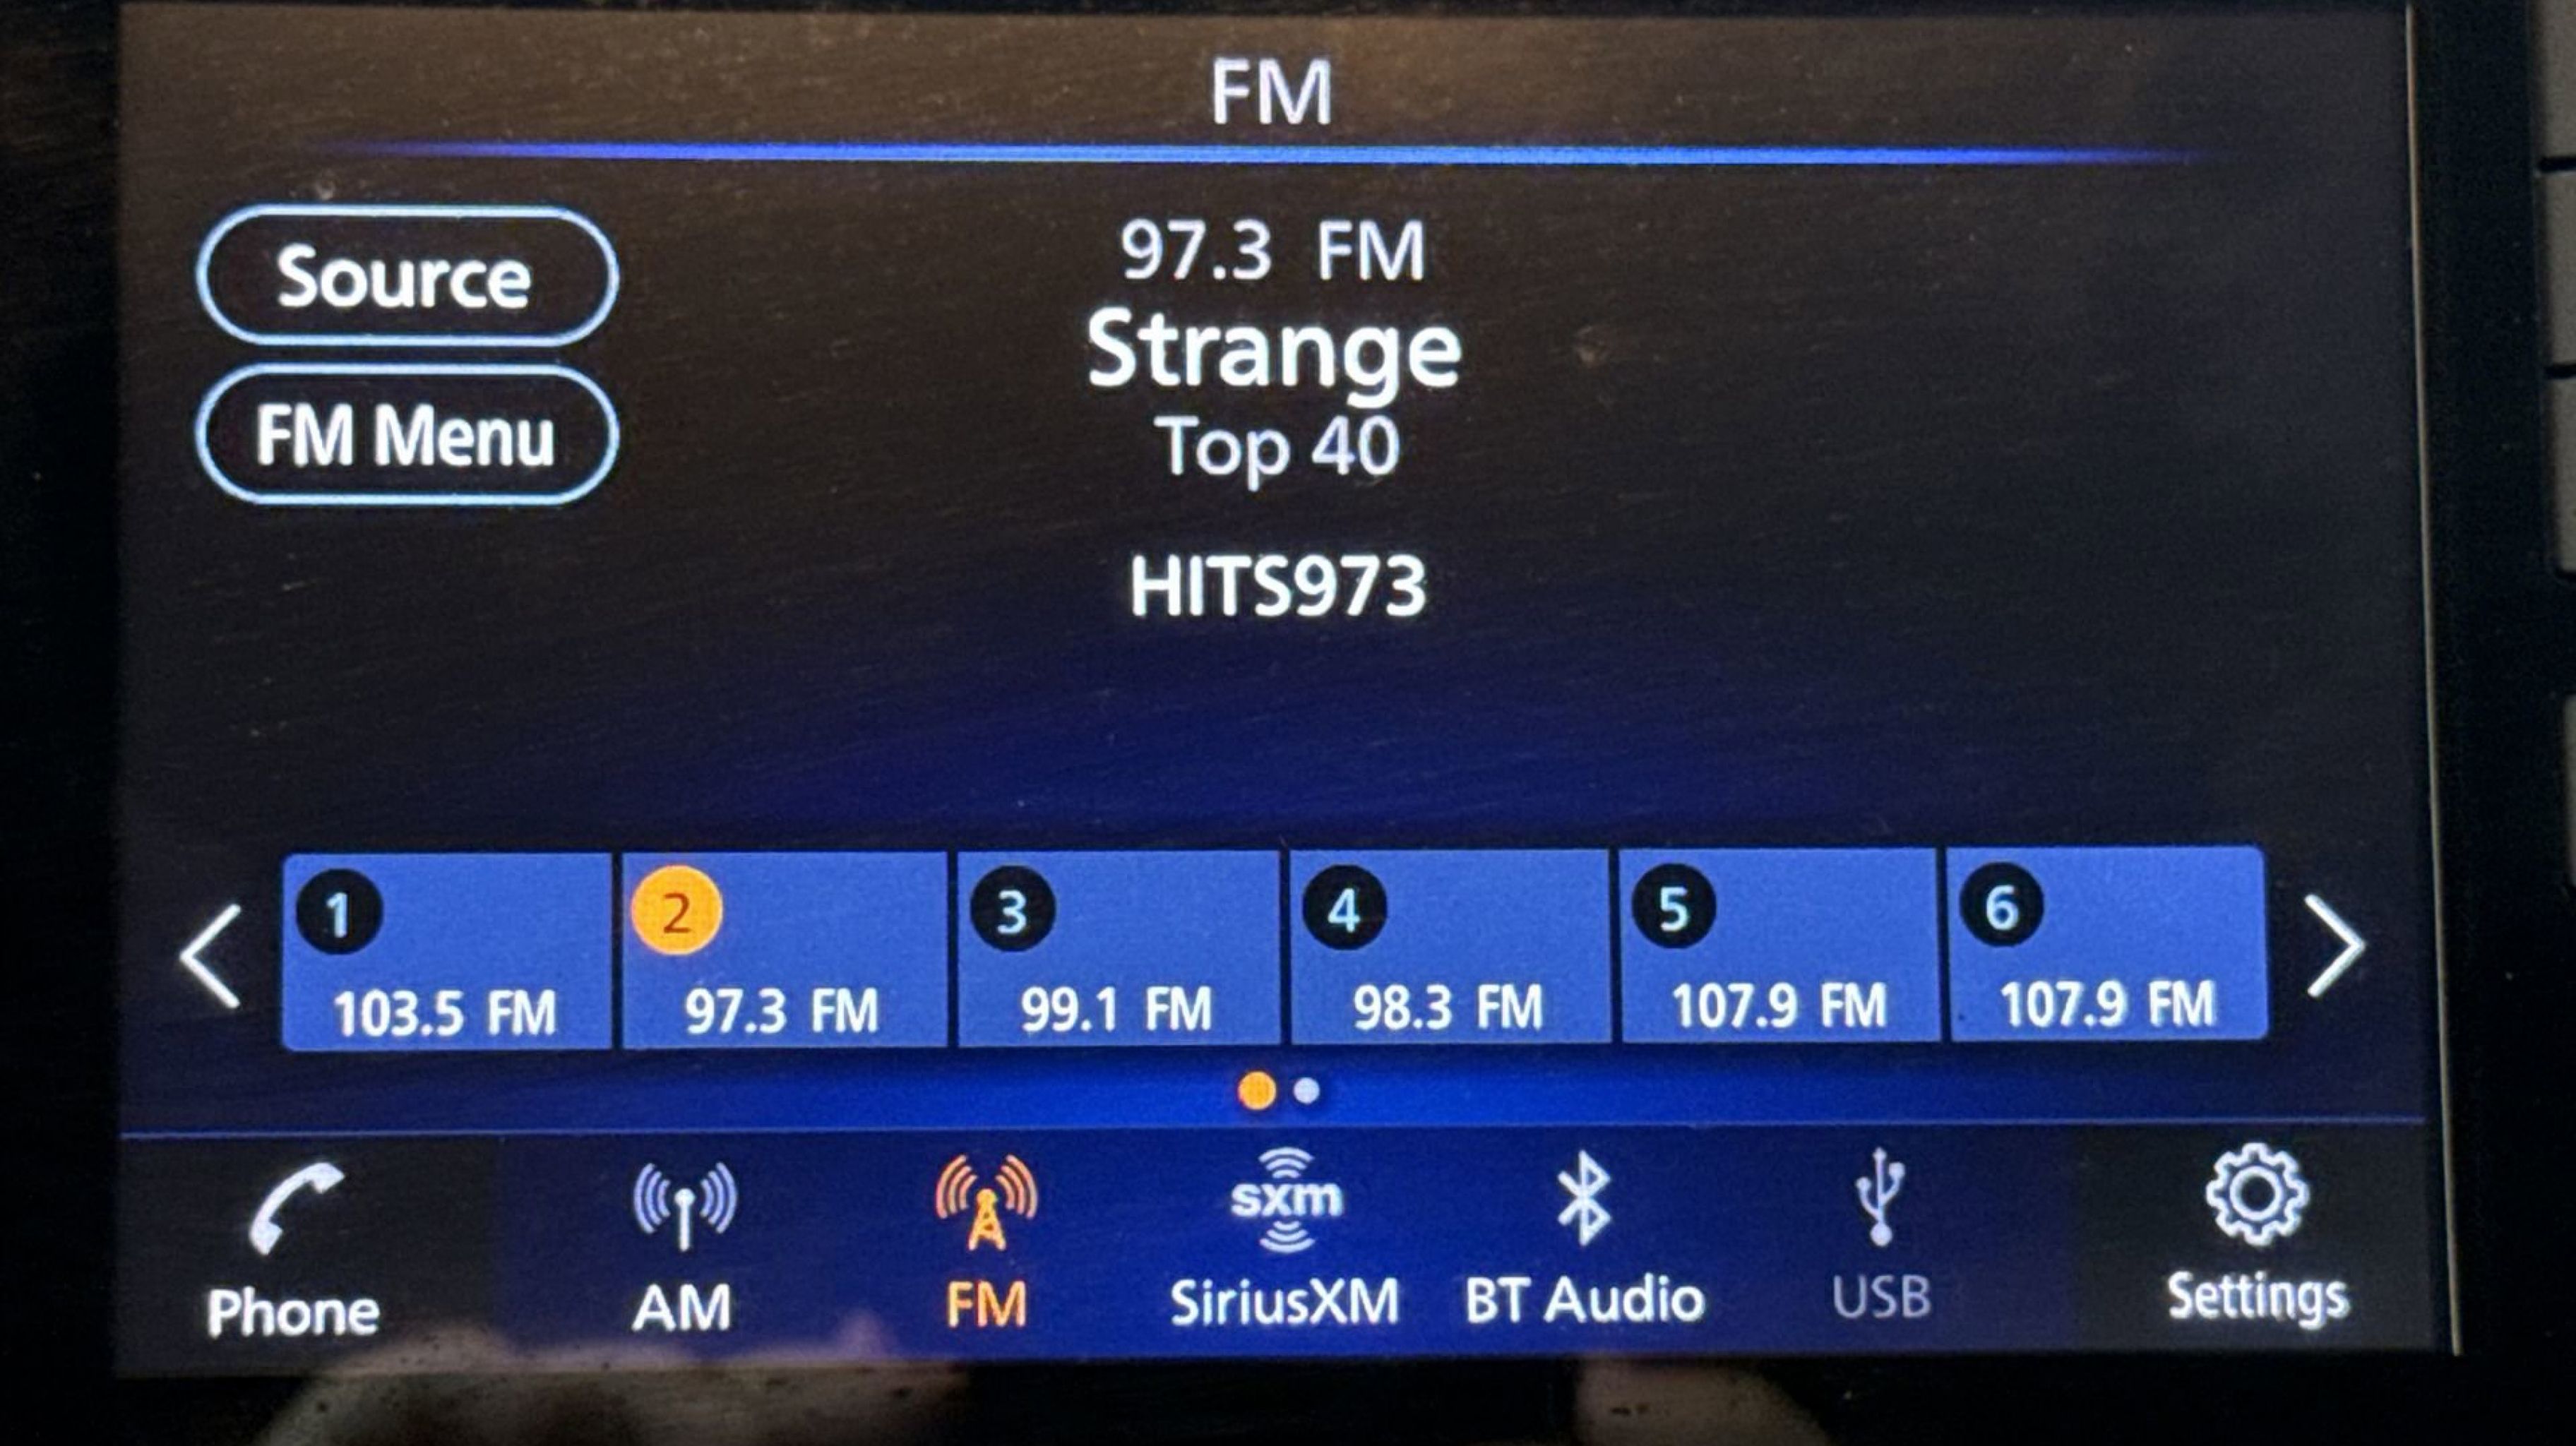 FM
Source
FM Menu
97.3 FM
Strange
Top 40
HITS973
1
2
3
4
5
6
103.5 FM
97.3 FM
99.1 FM
98.3 FM
107.9 FM
107.9 FM
sxm
Phone
AM
FM
SiriusXM
BT Audio
USB
Settings